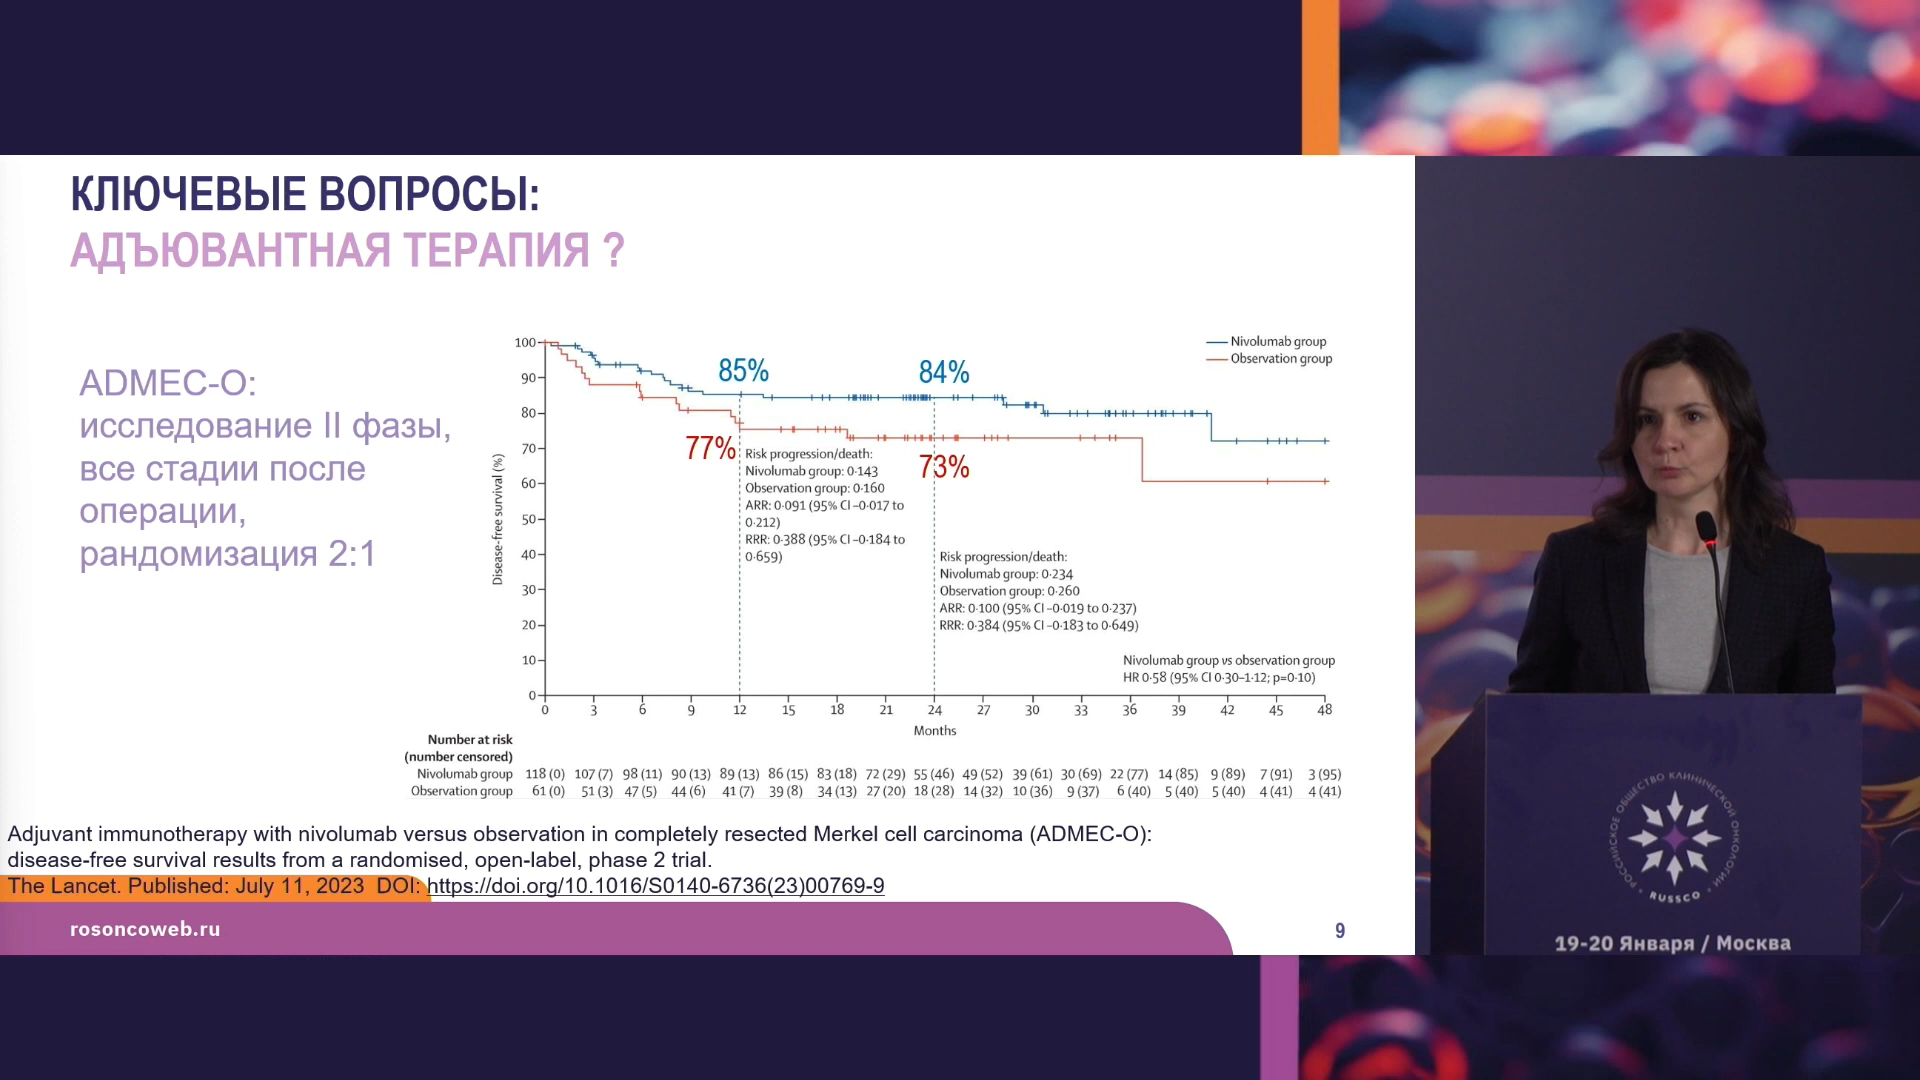 КЛЮЧЕВЫЕ ВОПРОСЫ:
АДЪЮВАНТНАЯ ТЕРАПИЯ ?
ADMEC-O:
исследование II фазы,
все стадии после
операции,
рандомизация 2:1
Nivolumab group
Observation group
Disease-free survival (%)
100
90
80
70
60
50
40
30
20
10
0
85%
84%
77%
73%
Risk progression/death:
Nivolumab group: 0·143
Observation group: 0·160
ARR: 0·091 (95% CI –0·017 to
0·212)
RRR: 0·388 (95% CI –0·184 to
0·659)
Risk progression/death:
Nivolumab group: 0·234
Observation group: 0·260
ARR: 0·100 (95% CI –0·019 to 0·237)
RRR: 0·384 (95% CI –0·183 to 0·649)
Nivolumab group vs observation group
HR 0·58 (95% CI 0·30–1·12; p=0·10)
0 3 6 9 12 15 18 21 24 27 30 33 36 39 42 45 48
Months
Number at risk
(number censored)
Nivolumab group 118 (0) 107 (7) 98 (11) 90 (13) 89 (13) 86 (15) 83 (18) 72 (29) 55 (46) 49 (52) 39 (61) 30 (69) 22 (77) 14 (85) 9 (89) 7 (91) 3 (95)
Observation group 61 (0) 51 (3) 47 (5) 44 (6) 41 (7) 39 (8) 34 (13) 27 (20) 18 (28) 14 (32) 10 (36) 9 (37) 6 (40) 5 (40) 5 (40) 4 (41) 4 (41)
Adjuvant immunotherapy with nivolumab versus observation in completely resected Merkel cell carcinoma (ADMEC-O):
disease-free survival results from a randomised, open-label, phase 2 trial.
The Lancet. Published: July 11, 2023 DOI: https://doi.org/10.1016/S0140-6736(23)00769-9
rosoncoweb.ru
9
РОССИЙСКОЕ ОБЩЕСТВО КЛИНИЧЕСКОЙ ОНКОЛОГИИ
RUSSCO
19-20 Января / Москва